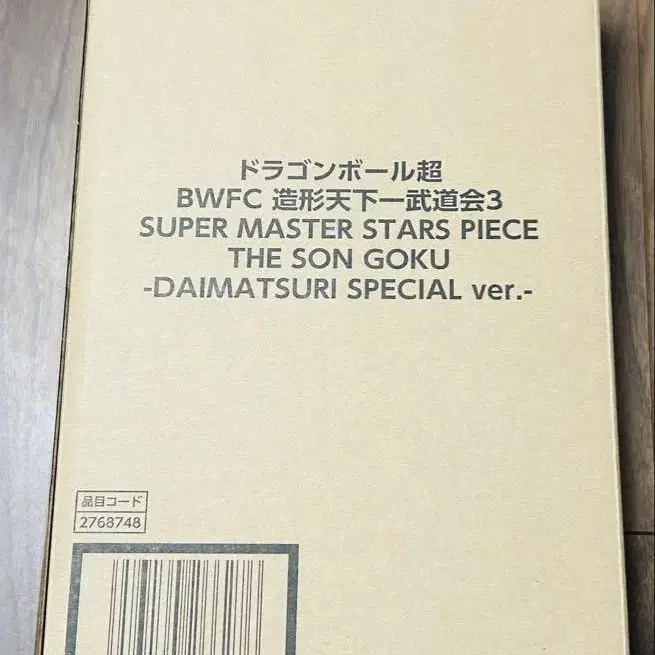 ドラゴンボール超
BWFC 造形天下一武道会3
SUPER MASTER STARS PIECE
THE SON GOKU
-DAIMATSURI SPECIAL ver.-
品目コード
2768748